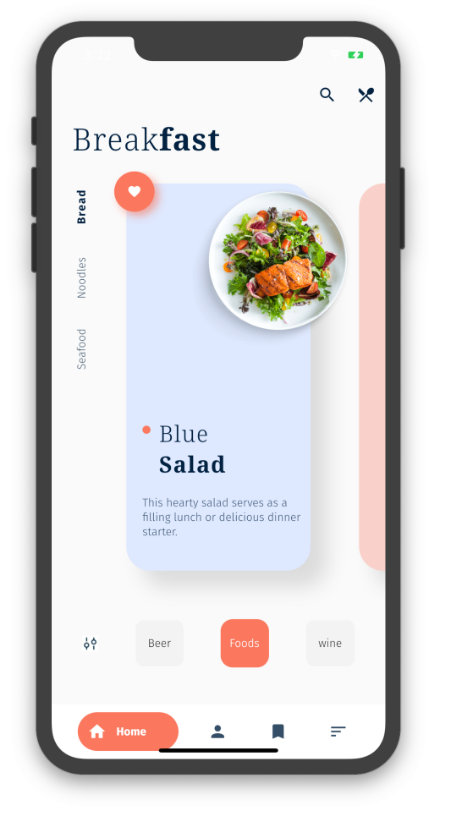 Breakfast
Bread
Noodles
Seafood
Blue
Salad
This hearty salad serves as a
filling lunch or delicious dinner
starter.
Beer
Foods
wine
Home